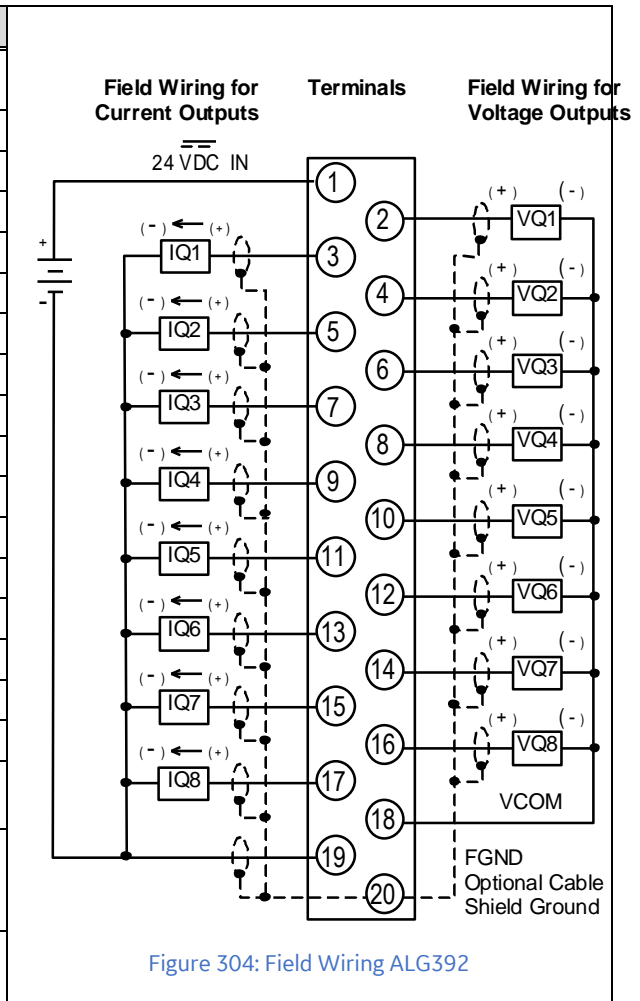 Field Wiring for Current Outputs
Terminals
Field Wiring for Voltage Outputs
24 VDC IN
+
-
1
2
(+) (-)
VQ1
(-) (+)
IQ1
3
4
(+) (-)
VQ2
(-) (+)
IQ2
5
6
(+) (-)
VQ3
(-) (+)
IQ3
7
8
(+) (-)
VQ4
(-) (+)
IQ4
9
10
(+) (-)
VQ5
(-) (+)
IQ5
11
12
(+) (-)
VQ6
(-) (+)
IQ6
13
14
(+) (-)
VQ7
(-) (+)
IQ7
15
16
(+) (-)
VQ8
(-) (+)
IQ8
17
VCOM
18
19
20
FGND
Optional Cable
Shield Ground
Figure 304: Field Wiring ALG392